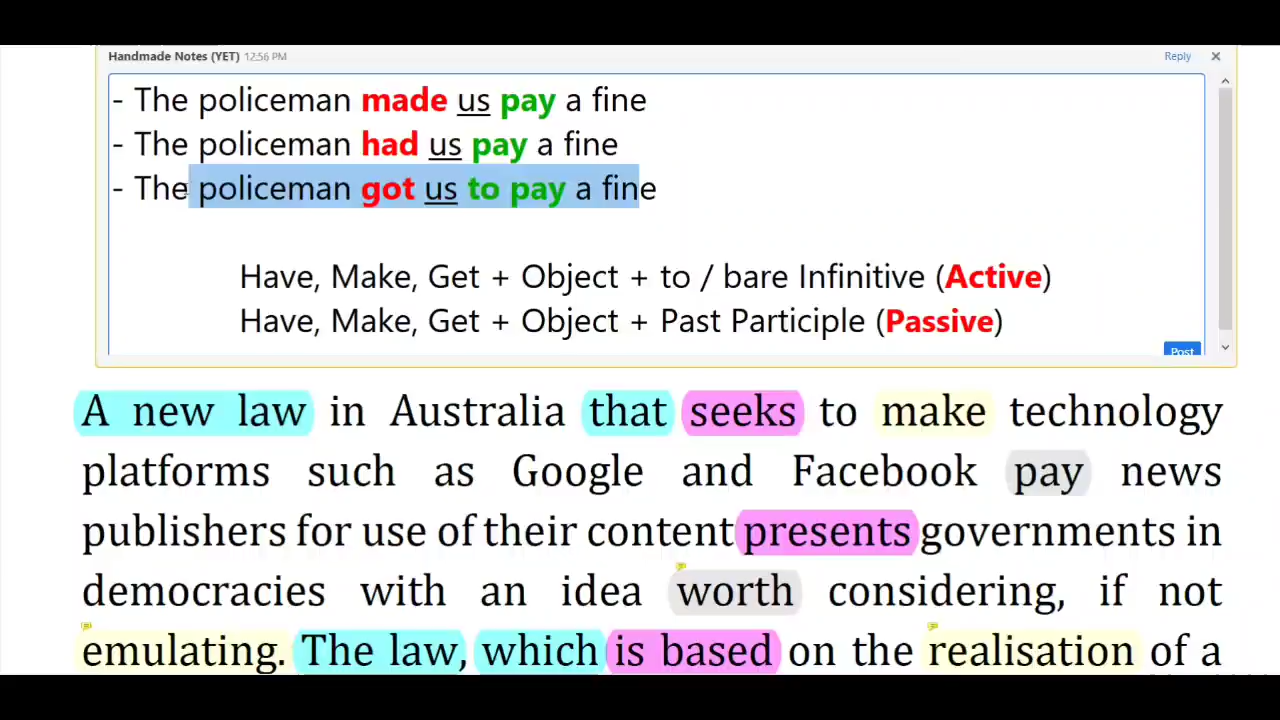 Handmade Notes (YET) 12:56 PM Reply
- The policeman made us pay a fine
- The policeman had us pay a fine
- The policeman got us to pay a fine
Have, Make, Get + Object + to / bare Infinitive (Active)
Have, Make, Get + Object + Past Participle (Passive)
Post
A new law in Australia that seeks to make technology
platforms such as Google and Facebook pay news
publishers for use of their content presents governments in
democracies with an idea worth considering, if not
emulating. The law, which is based on the realisation of a